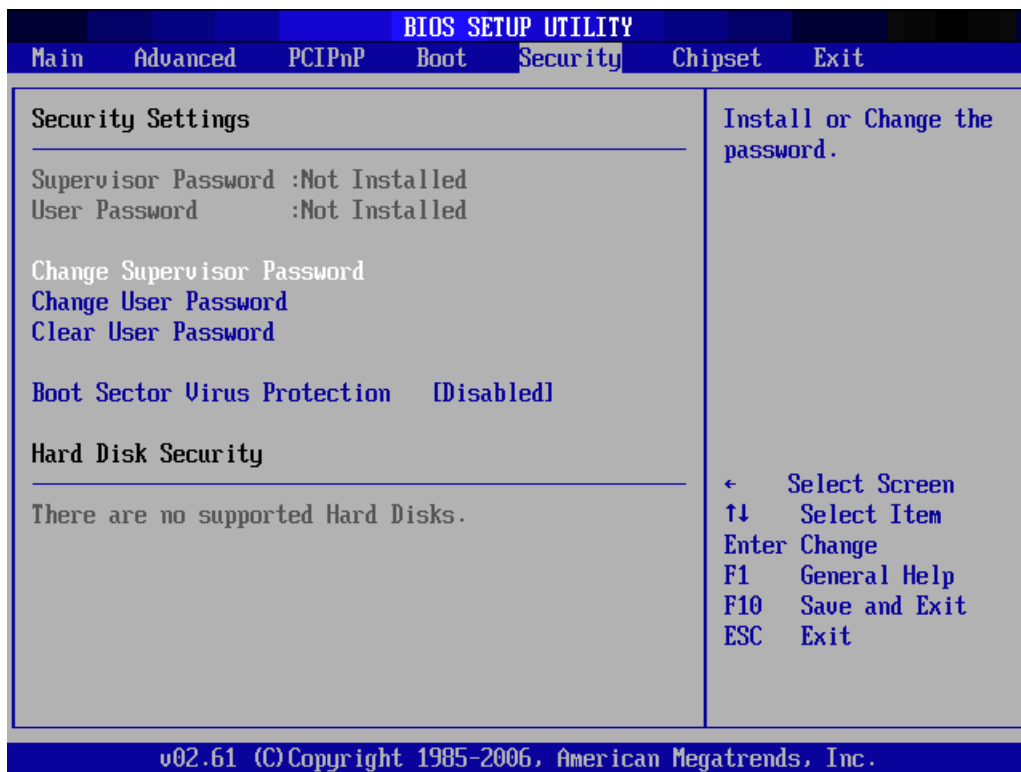 BIOS SETUP UTILITY
Main Advanced PCIPnP Boot Security Chipset Exit
Security Settings
Supervisor Password :Not Installed
User Password :Not Installed
Change Supervisor Password
Change User Password
Clear User Password
Boot Sector Virus Protection [Disabled]
Hard Disk Security
There are no supported Hard Disks.
Install or Change the
password.
← Select Screen
↑↓ Select Item
Enter Change
F1 General Help
F10 Save and Exit
ESC Exit
v02.61 (C)Copyright 1985-2006, American Megatrends, Inc.